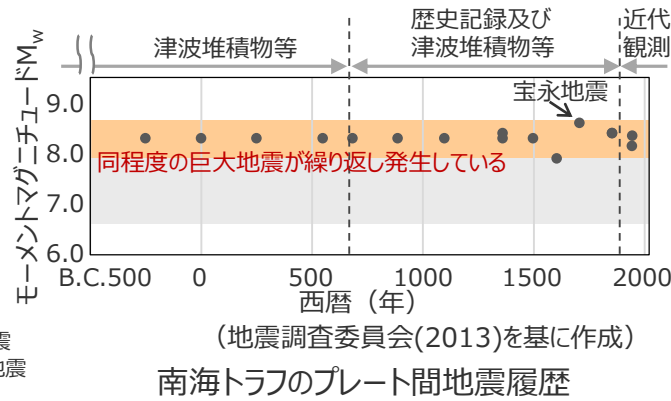 歴史記録及び
津波堆積物等
近代
観測
津波堆積物等
モーメントマグニチュードMw
9.0
8.0
7.0
6.0
宝永地震
同程度の巨大地震が繰り返し発生している
B.C.500
0
500
1000
1500
2000
西暦（年）
（地震調査委員会(2013)を基に作成）
震
地震
南海トラフのプレート間地震履歴